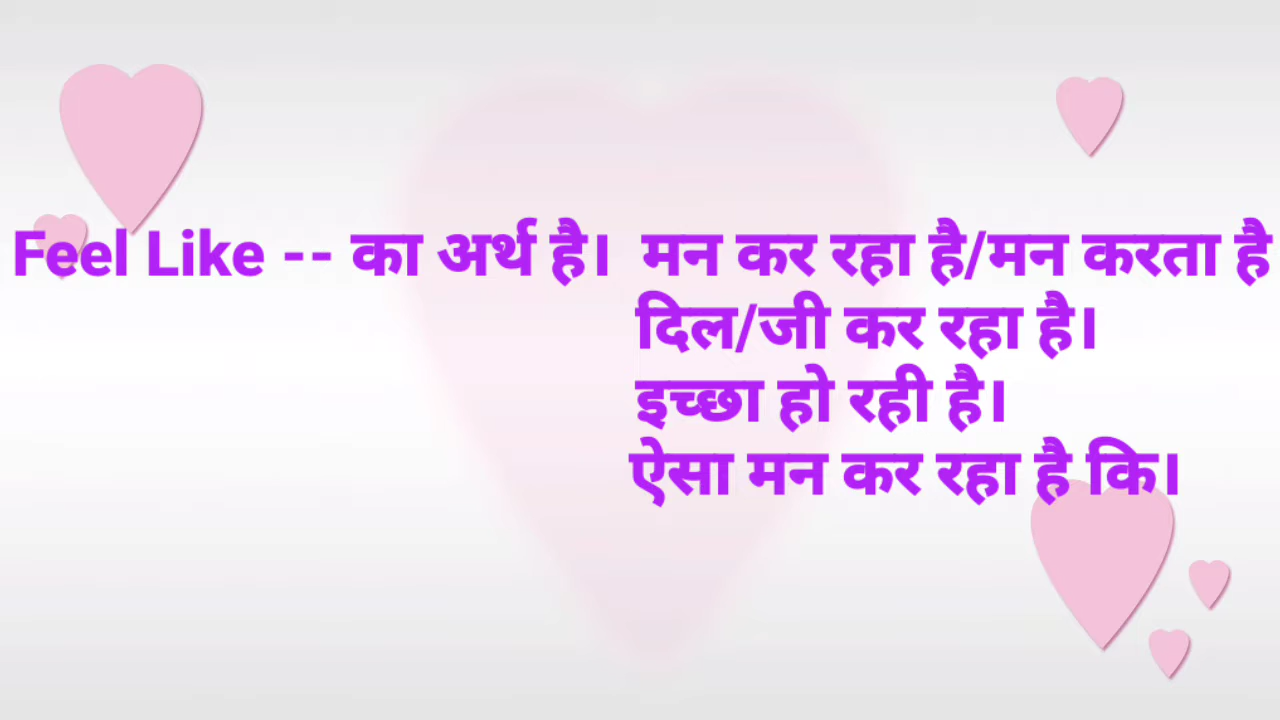 Feel Like -- का अर्थ है। मन कर रहा है/मन करता है
दिल/जी कर रहा है।
इच्छा हो रही है।
ऐसा मन कर रहा है कि।